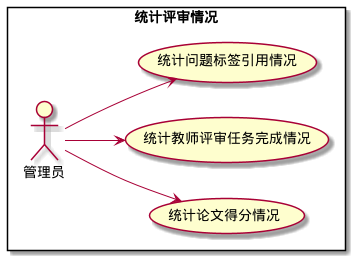 统计评审情况
统计问题标签引用情况
统计教师评审任务完成情况
管理员
统计论文得分情况